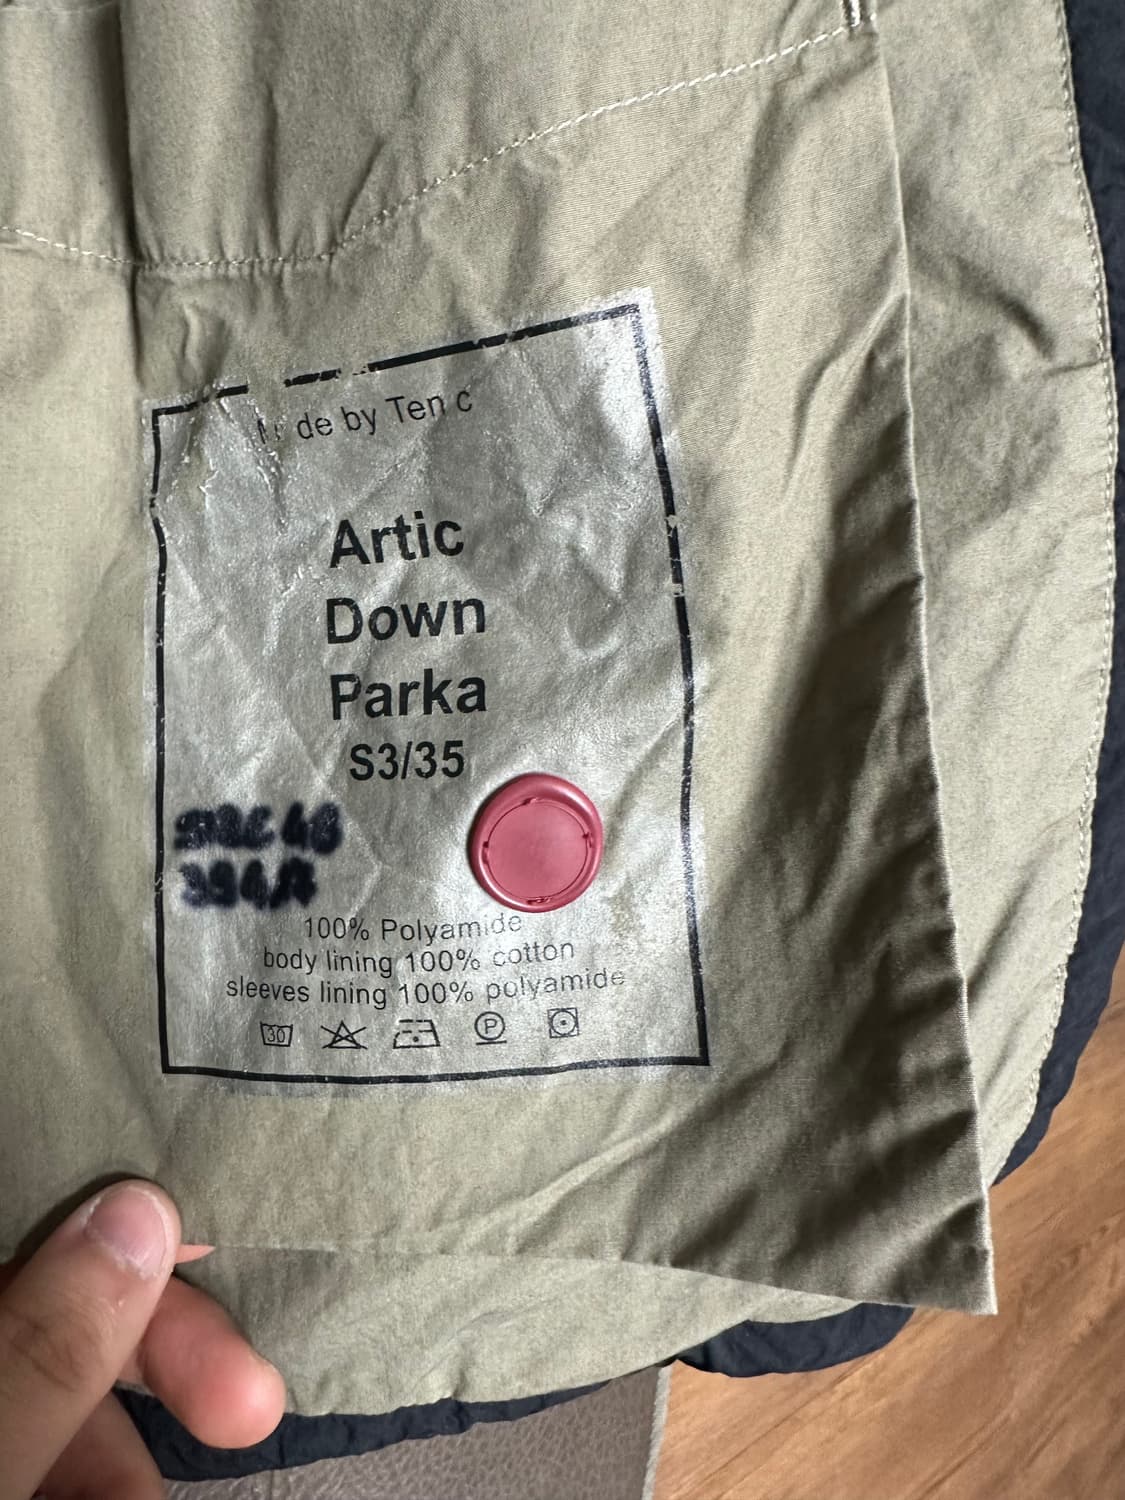 de by Ten c
Artic
Down
Parka
S3/35
100% Polyamide
body lining 100% cotton
sleeves lining 100% polyamide
30
P